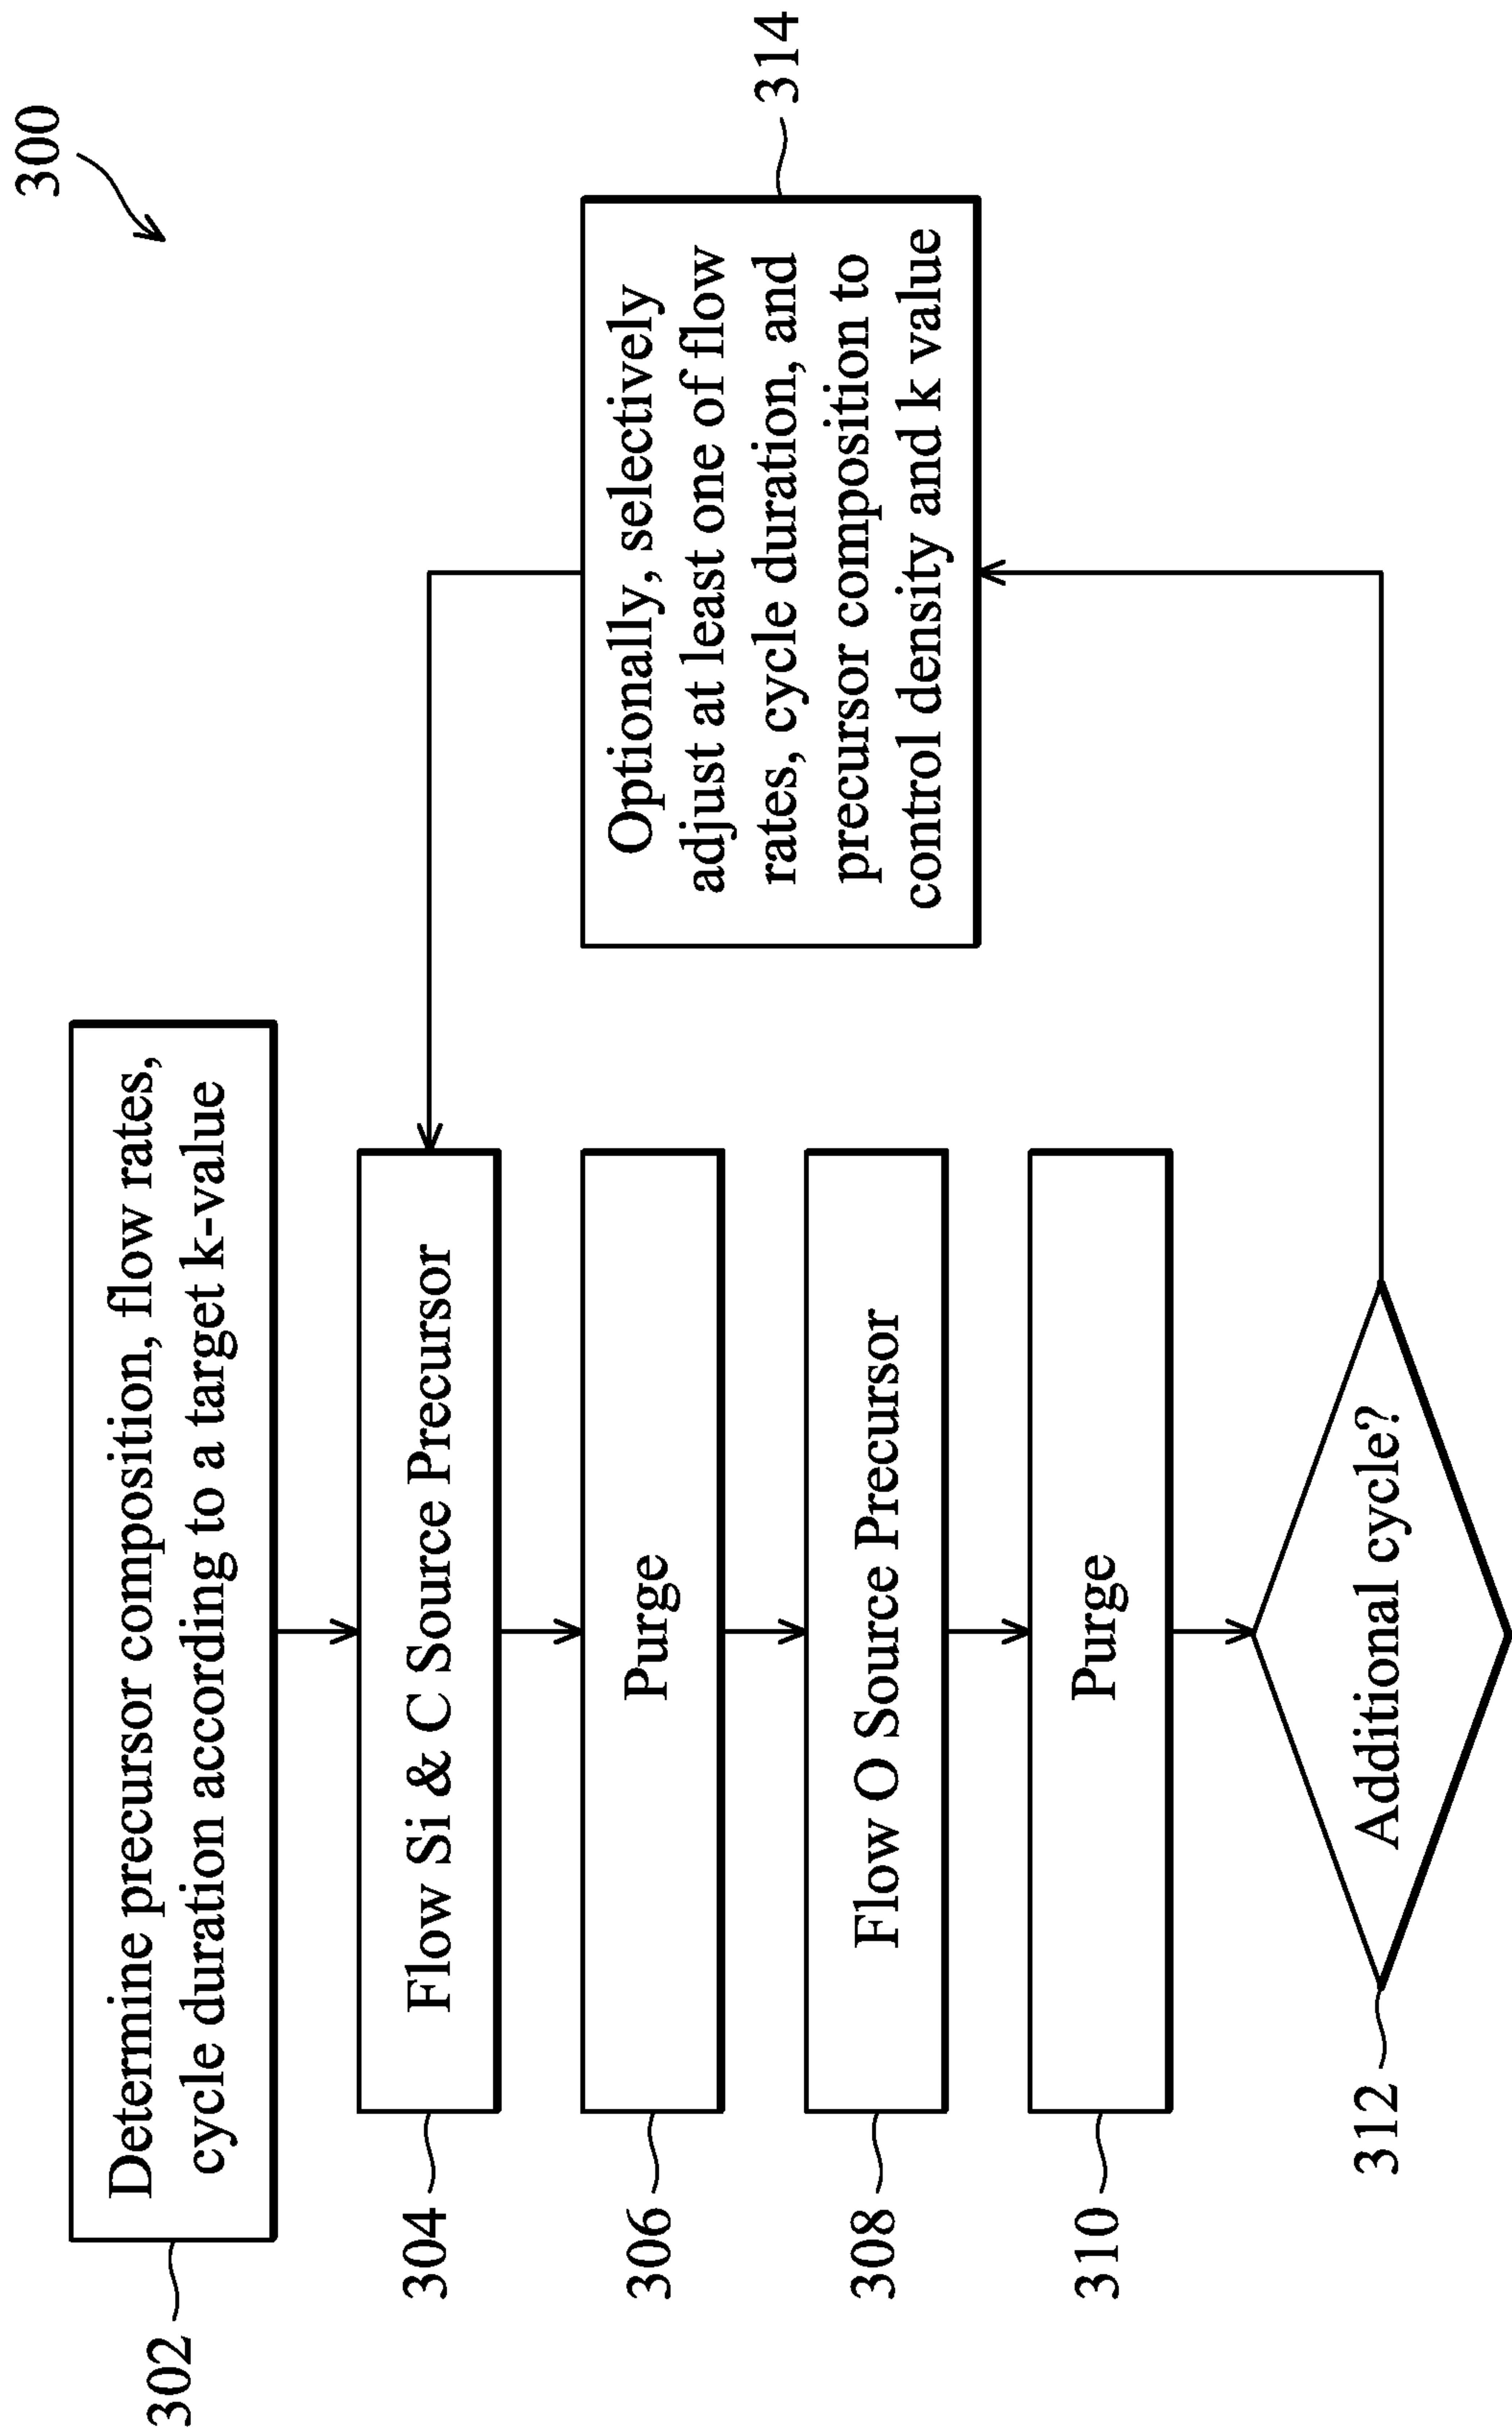 300
302
Determine precursor composition, flow rates,
cycle duration according to a target k-value
304
Flow Si & C Source Precursor
306
Purge
308
Flow O Source Precursor
310
Purge
312
Additional cycle?
314
Optionally, selectively
adjust at least one of flow
rates, cycle duration, and
precursor composition to
control density and k value